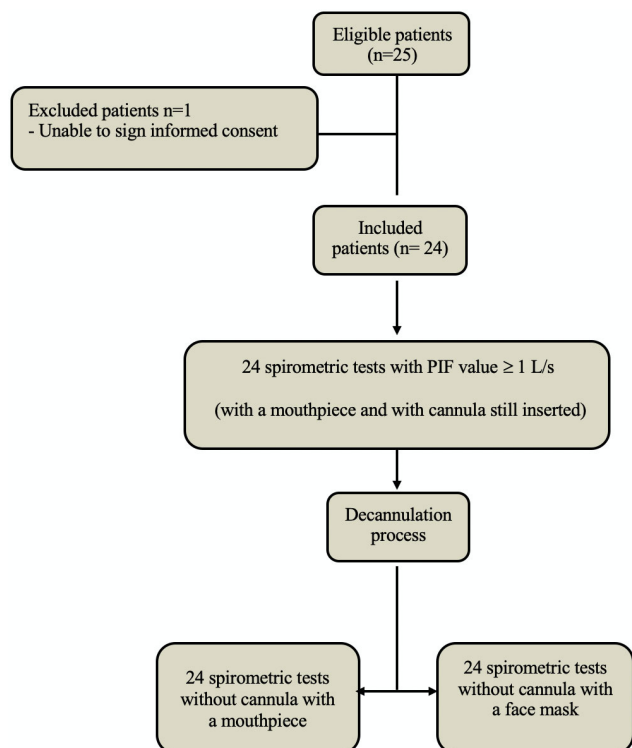 Eligible patients
(n=25)
Excluded patients n=1
- Unable to sign informed consent
Included
patients (n= 24)
24 spirometric tests with PIF value ≥ 1 L/s
(with a mouthpiece and with cannula still inserted)
Decannulation
process
24 spirometric tests
without cannula with
a mouthpiece
24 spirometric tests
without cannula with
a face mask